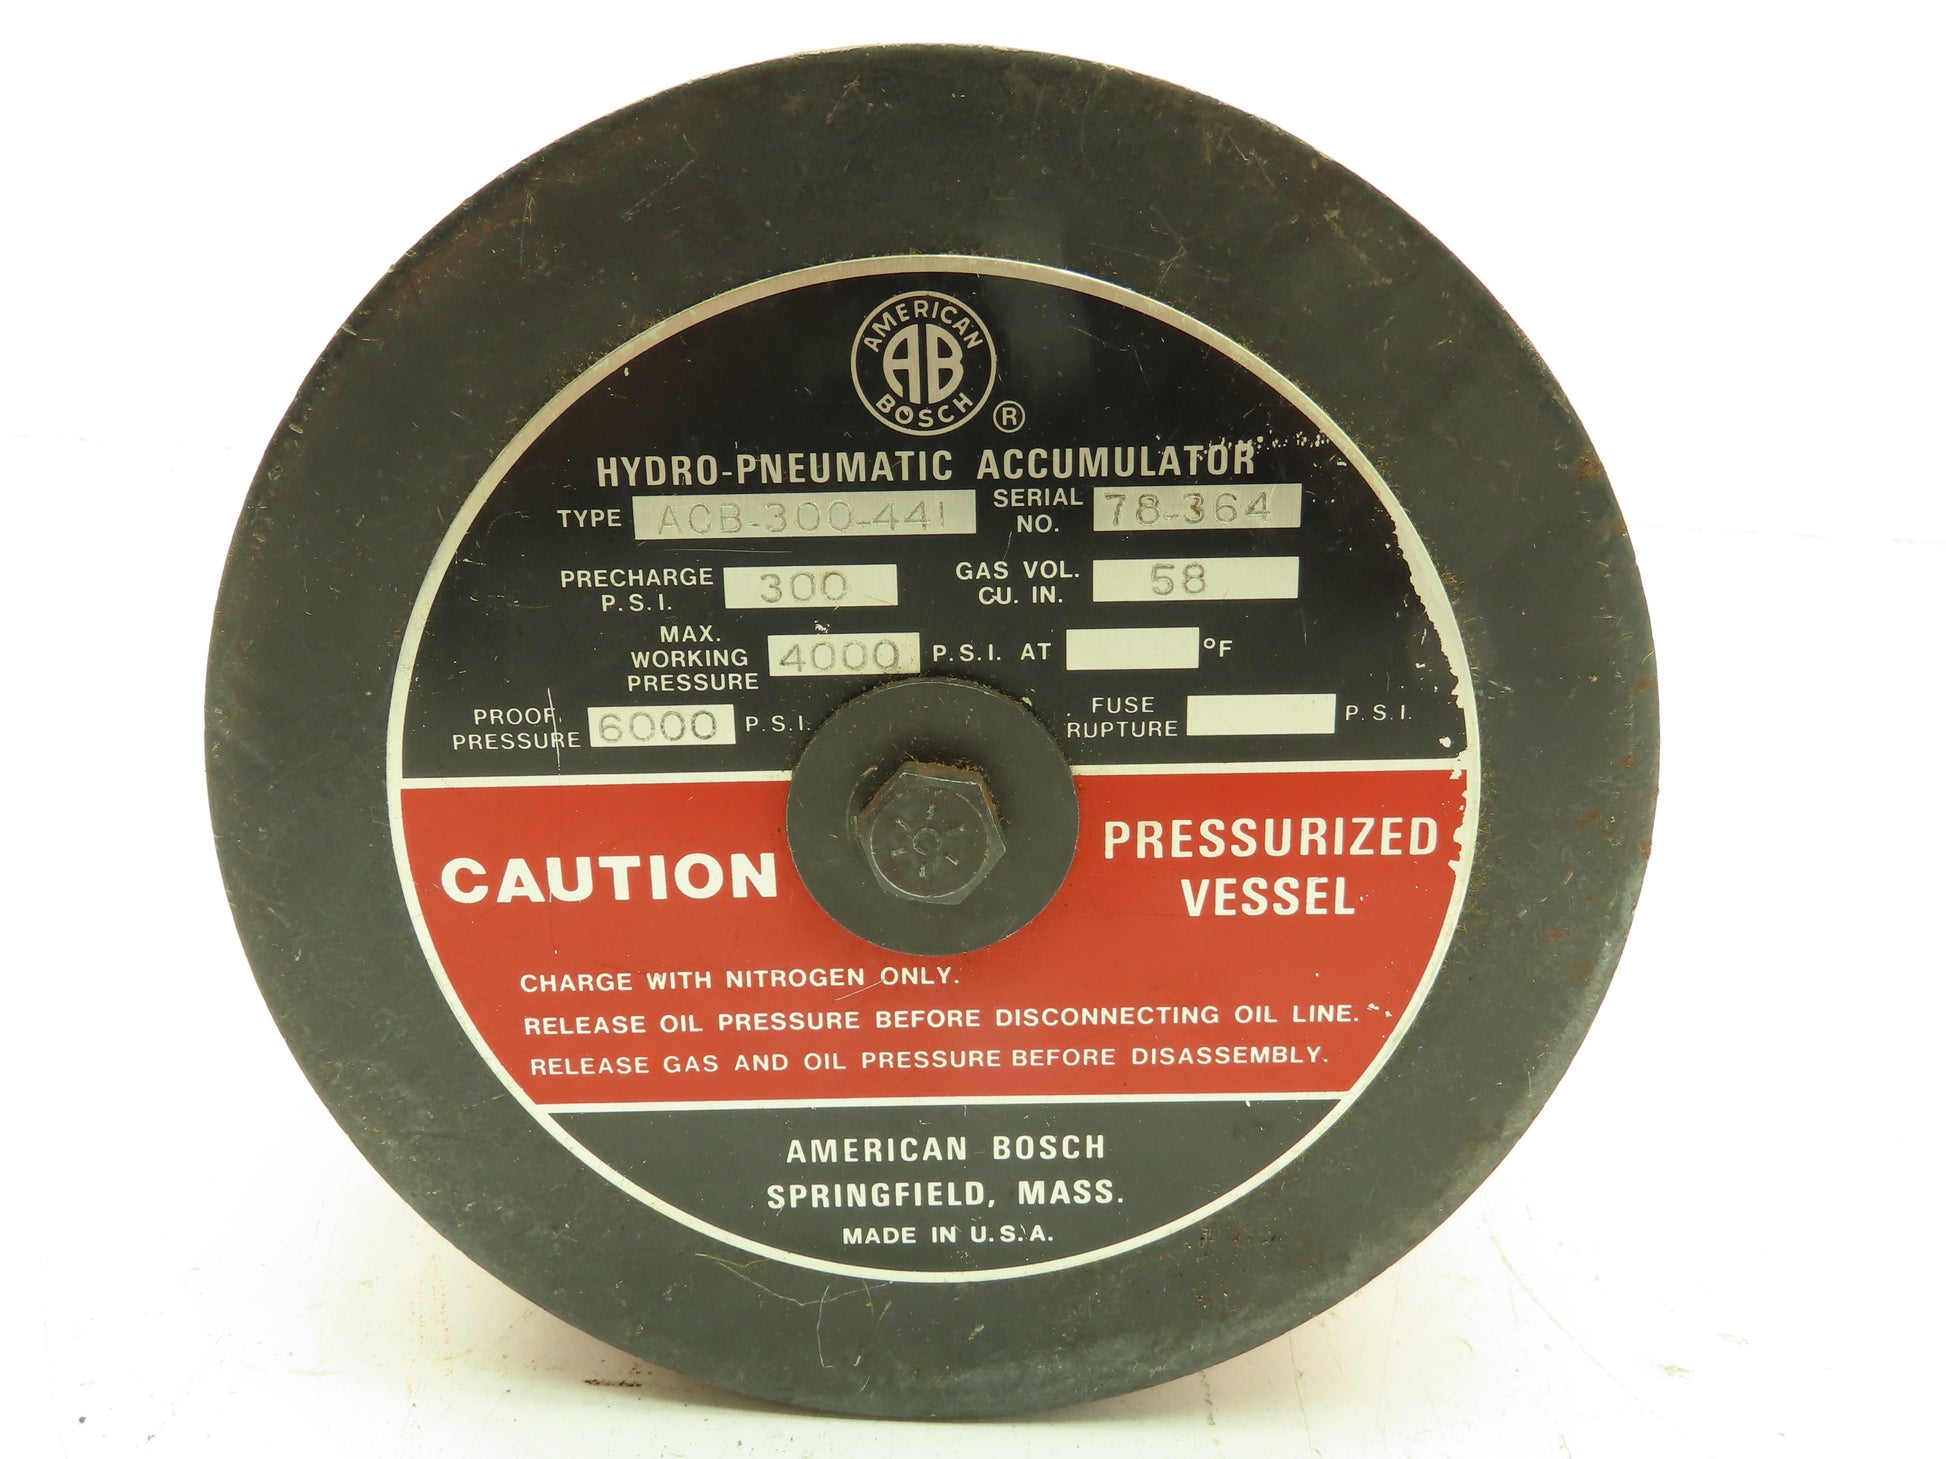 AMERICAN
AB
BOSCH ®
HYDRO-PNEUMATIC ACCUMULATOR
TYPE ACB-300-441 SERIAL NO. 78-364
PRECHARGE P.S.I. 300 GAS VOL. CU. IN. 58
MAX. WORKING PRESSURE 4000 P.S.I. AT °F
PROOF PRESSURE 6000 P.S.I. FUSE RUPTURE P.S.I.
CAUTION
PRESSURIZED
VESSEL
CHARGE WITH NITROGEN ONLY.
RELEASE OIL PRESSURE BEFORE DISCONNECTING OIL LINE.
RELEASE GAS AND OIL PRESSURE BEFORE DISASSEMBLY.
AMERICAN BOSCH
SPRINGFIELD, MASS.
MADE IN U.S.A.